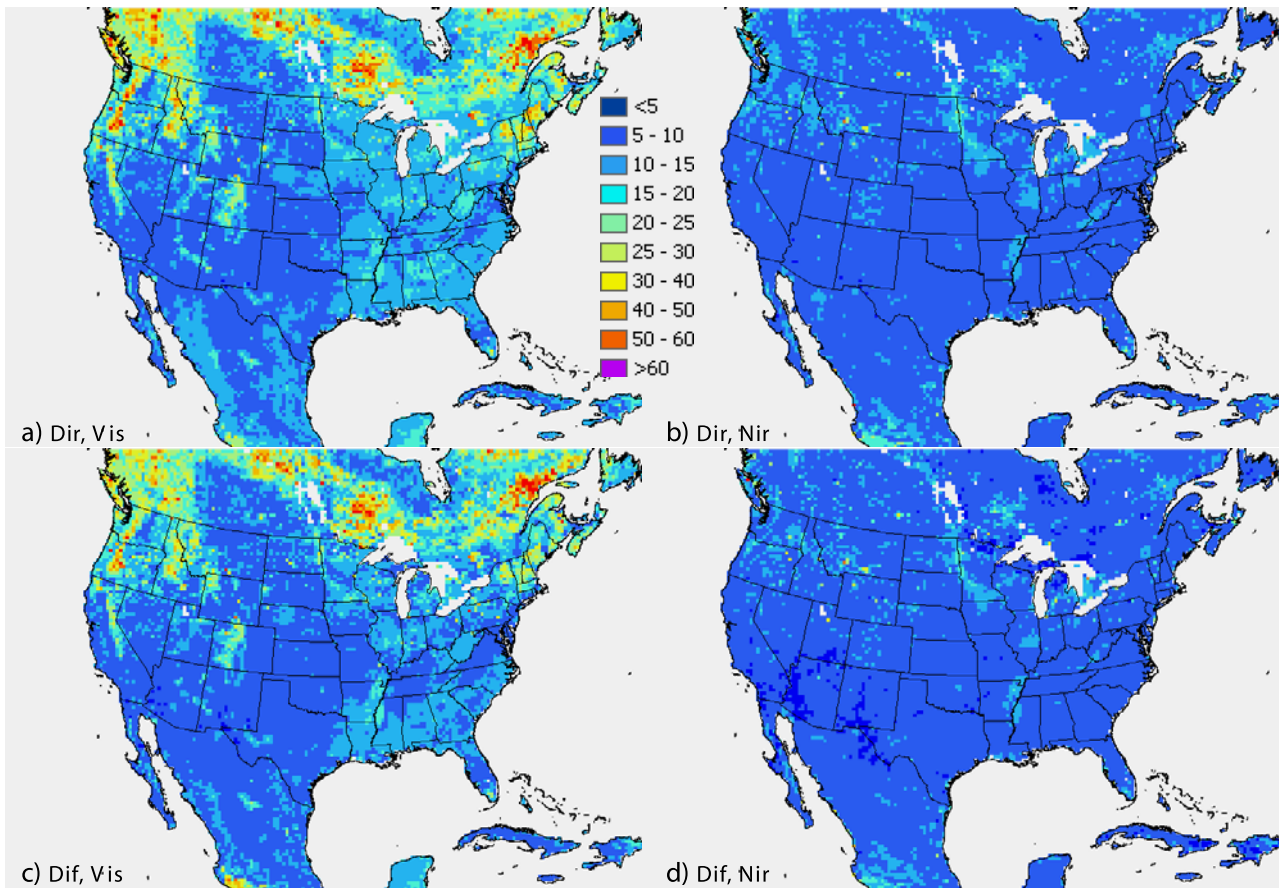 <5
5 - 10
10 - 15
15 - 20
20 - 25
25 - 30
30 - 40
40 - 50
50 - 60
>60
a) Dir, Vis
b) Dir, Nir
c) Dif, Vis
d) Dif, Nir